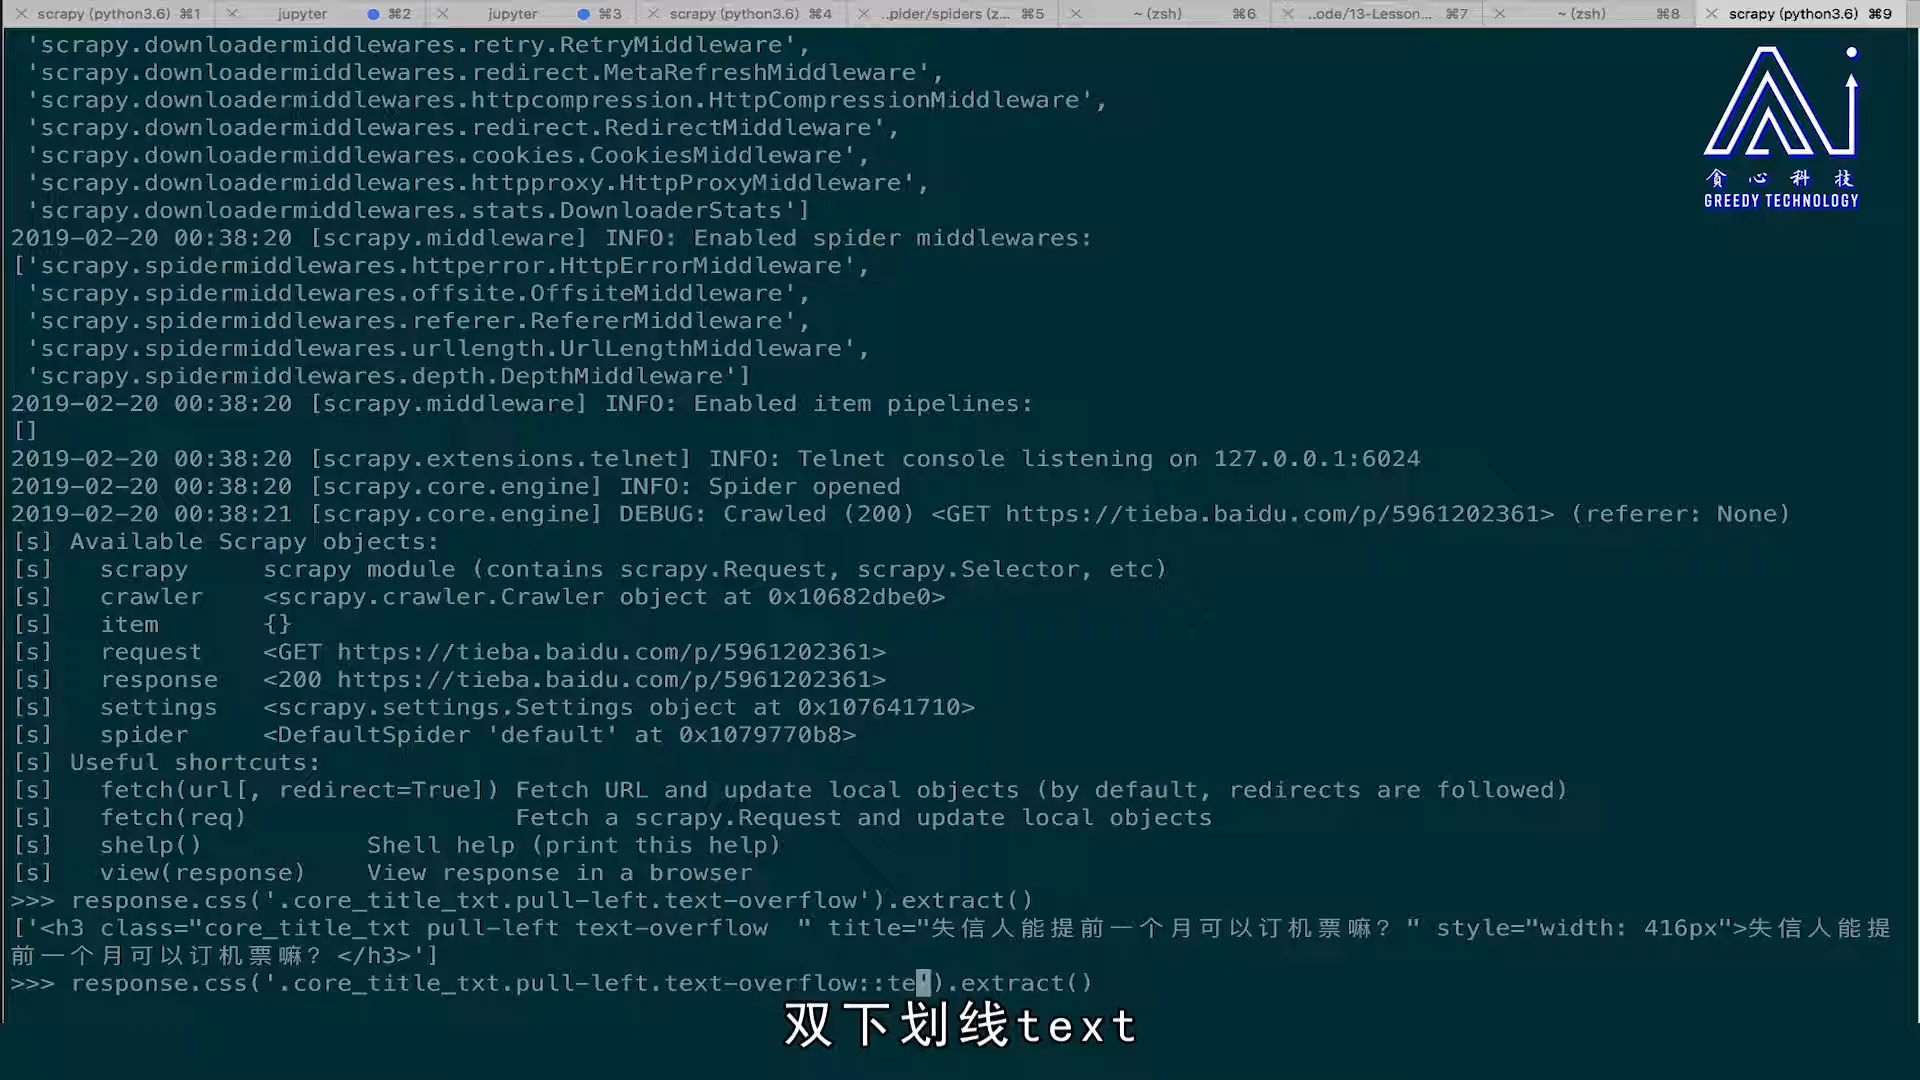 scrapy (python3.6) ⌘1 jupyter ⌘2 jupyter ⌘3 scrapy (python3.6) ⌘4 ..pider/spiders (z... ⌘5 ~ (zsh) ⌘6 ..ode/13-Lesson... ⌘7 ~ (zsh) ⌘8 scrapy (python3.6) ⌘9
'scrapy.downloadermiddlewares.retry.RetryMiddleware',
'scrapy.downloadermiddlewares.redirect.MetaRefreshMiddleware',
'scrapy.downloadermiddlewares.httpcompression.HttpCompressionMiddleware',
'scrapy.downloadermiddlewares.redirect.RedirectMiddleware',
'scrapy.downloadermiddlewares.cookies.CookiesMiddleware',
'scrapy.downloadermiddlewares.httpproxy.HttpProxyMiddleware',
'scrapy.downloadermiddlewares.stats.DownloaderStats']
贪心科技
GREEDY TECHNOLOGY
2019-02-20 00:38:20 [scrapy.middleware] INFO: Enabled spider middlewares:
['scrapy.spidermiddlewares.httperror.HttpErrorMiddleware',
'scrapy.spidermiddlewares.offsite.OffsiteMiddleware',
'scrapy.spidermiddlewares.referer.RefererMiddleware',
'scrapy.spidermiddlewares.urllength.UrlLengthMiddleware',
'scrapy.spidermiddlewares.depth.DepthMiddleware']
2019-02-20 00:38:20 [scrapy.middleware] INFO: Enabled item pipelines:
[]
2019-02-20 00:38:20 [scrapy.extensions.telnet] INFO: Telnet console listening on 127.0.0.1:6024
2019-02-20 00:38:20 [scrapy.core.engine] INFO: Spider opened
2019-02-20 00:38:21 [scrapy.core.engine] DEBUG: Crawled (200) <GET https://tieba.baidu.com/p/5961202361> (referer: None)
[s] Available Scrapy objects:
[s] scrapy scrapy module (contains scrapy.Request, scrapy.Selector, etc)
[s] crawler <scrapy.crawler.Crawler object at 0x10682dbe0>
[s] item {}
[s] request <GET https://tieba.baidu.com/p/5961202361>
[s] response <200 https://tieba.baidu.com/p/5961202361>
[s] settings <scrapy.settings.Settings object at 0x107641710>
[s] spider <DefaultSpider 'default' at 0x1079770b8>
[s] Useful shortcuts:
[s] fetch(url[, redirect=True]) Fetch URL and update local objects (by default, redirects are followed)
[s] fetch(req) Fetch a scrapy.Request and update local objects
[s] shelp() Shell help (print this help)
[s] view(response) View response in a browser
>>> response.css('.core_title_txt.pull-left.text-overflow').extract()
['<h3 class="core_title_txt pull-left text-overflow " title="失信人能提前一个月可以订机票嘛？" style="width: 416px">失信人能提
前一个月可以订机票嘛？</h3>']
>>> response.css('.core_title_txt.pull-left.text-overflow::te').extract()
双下划线text